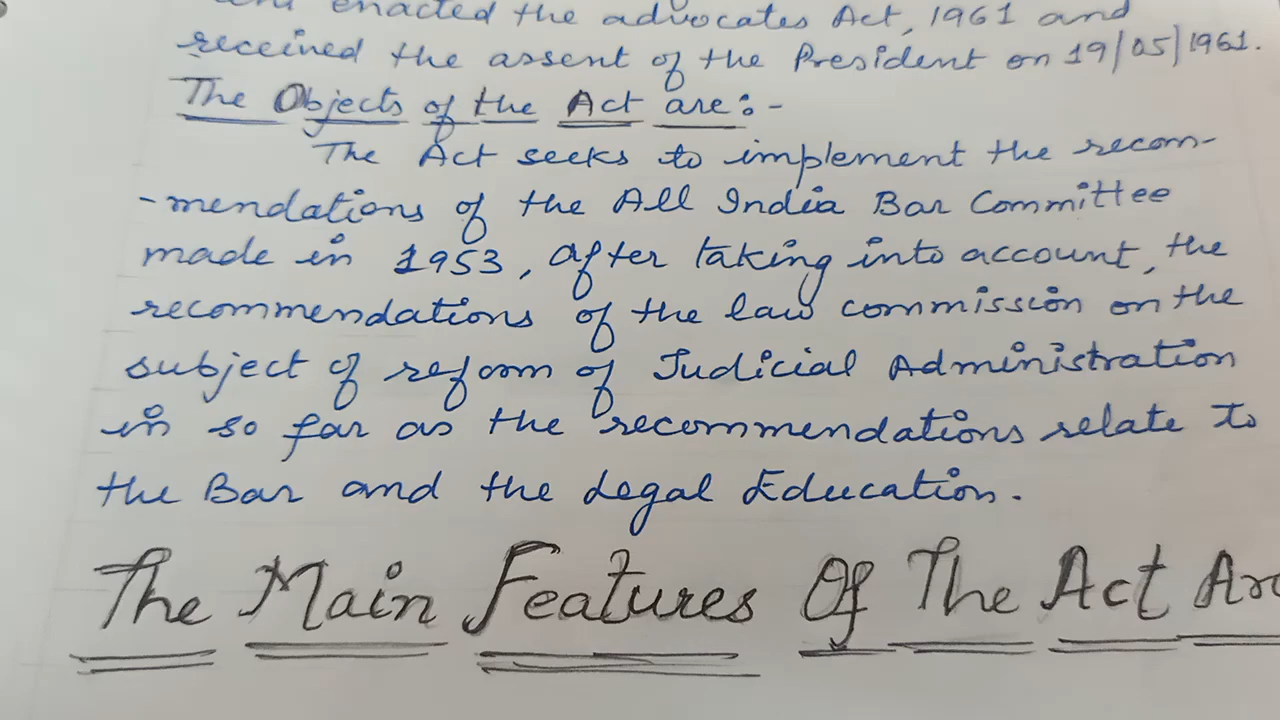 enacted the advocates Act, 1961 and
received the assent of the President on 19/05/1961.
The Objects of the Act are:-
The Act seeks to implement the recom-
-mendations of the All India Bar Committee
made in 1953, after taking into account, the
recommendations of the law commission on the
subject of reform of Judicial Administration
in so far as the recommendations relate to
the Bar and the Legal Education.
The Main Features Of The Act Are